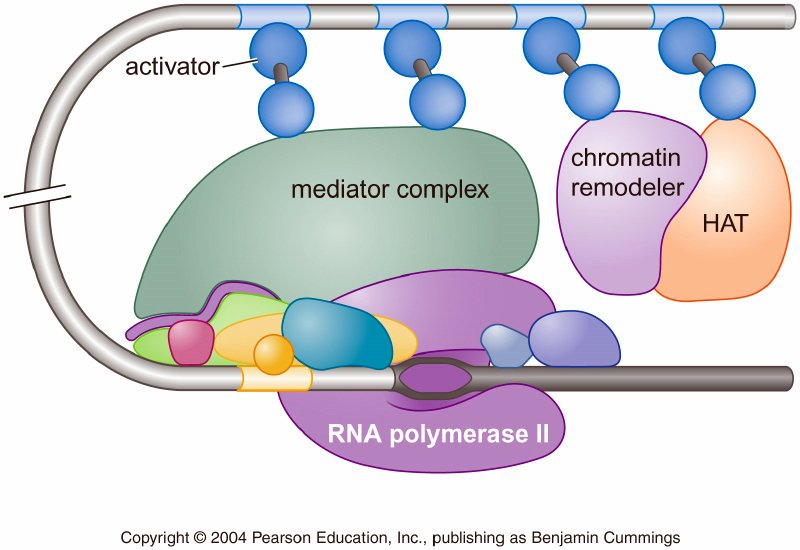 activator
mediator complex
chromatin
remodeler
HAT
RNA polymerase II
Copyright © 2004 Pearson Education, Inc., publishing as Benjamin Cummings